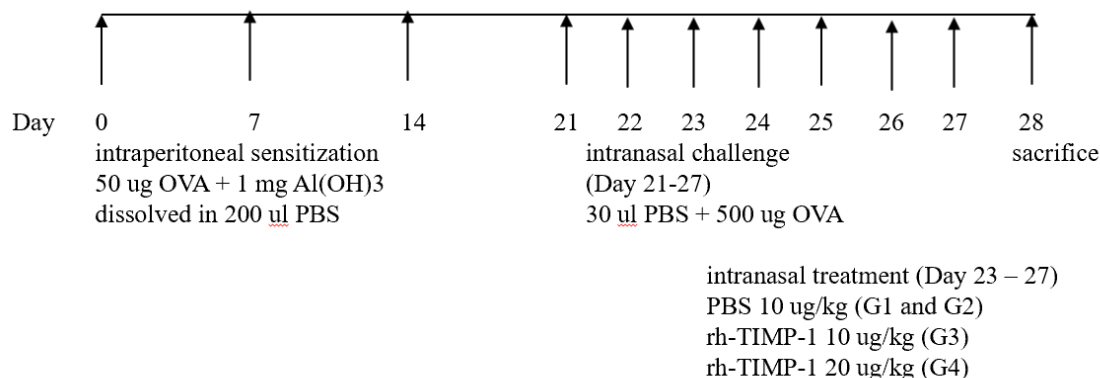 Day 0 7 14 21 22 23 24 25 26 27 28
intraperitoneal sensitization
50 ug OVA + 1 mg Al(OH)3
dissolved in 200 ul PBS
intranasal challenge
(Day 21-27)
30 ul PBS + 500 ug OVA
sacrifice
intranasal treatment (Day 23 – 27)
PBS 10 ug/kg (G1 and G2)
rh-TIMP-1 10 ug/kg (G3)
rh-TIMP-1 20 ug/kg (G4)